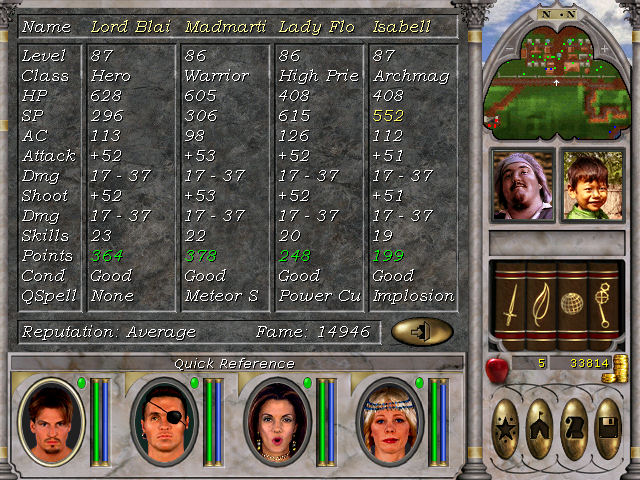 Name Lord Blai Madmarti Lady Flo Isabell
Level 87 86 86 87
Class Hero Warrior High Prie Archmag
HP 628 605 408 408
SP 296 306 615 552
AC 113 98 126 112
Attack +52 +53 +52 +51
Dmg 17 - 37 17 - 37 17 - 37 17 - 37
Shoot +52 +53 +52 +51
Dmg 17 - 37 17 - 37 17 - 37 17 - 37
Skills 23 22 20 19
Points 364 378 248 199
Cond Good Good Good Good
QSpell None Meteor S Power Cu Implosion
Reputation: Average Fame: 14946
Quick Reference
N N
5 33814